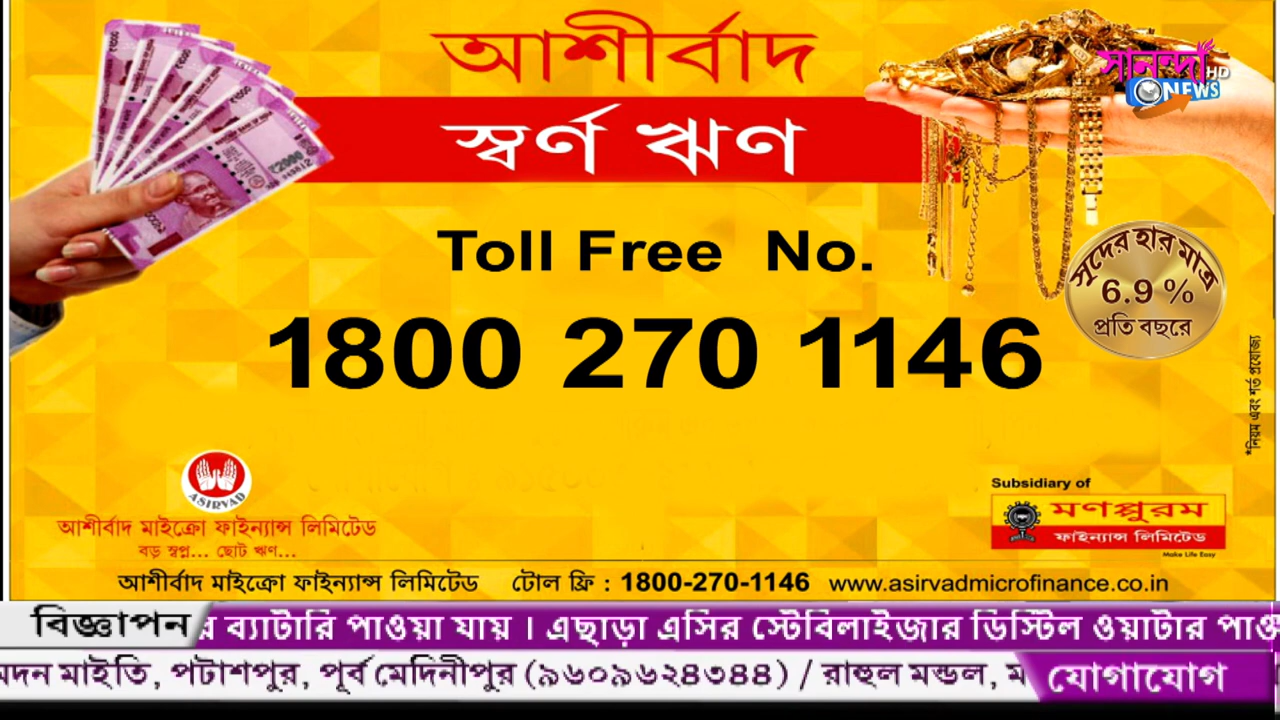 আশীর্বাদ
স্বর্ণ ঋণ
সানন্দা HD
NEWS
Toll Free No.
1800 270 1146
সুদের হার মাত্র
6.9 %
প্রতি বছরে
*নিয়ম এবং শর্ত প্রযোজ্য
ASIRVAD
আশীর্বাদ মাইক্রো ফাইন্যান্স লিমিটেড
বড় স্বপ্ন... ছোট ঋণ...
Subsidiary of
মণপ্পুরম
ফাইন্যান্স লিমিটেড
Make Life Easy
আশীর্বাদ মাইক্রো ফাইন্যান্স লিমিটেড টোল ফ্রি : 1800-270-1146 www.asirvadmicrofinance.co.in
বিজ্ঞাপন র ব্যাটারি পাওয়া যায় । এছাড়া এসির স্টেবিলাইজার ডিস্টিল ওয়াটার
মদন মাইতি, পটাশপুর, পূর্ব মেদিনীপুর (৯৬০৯৬২৪৩৪৪) / রাহুল মন্ডল, যোগাযোগ